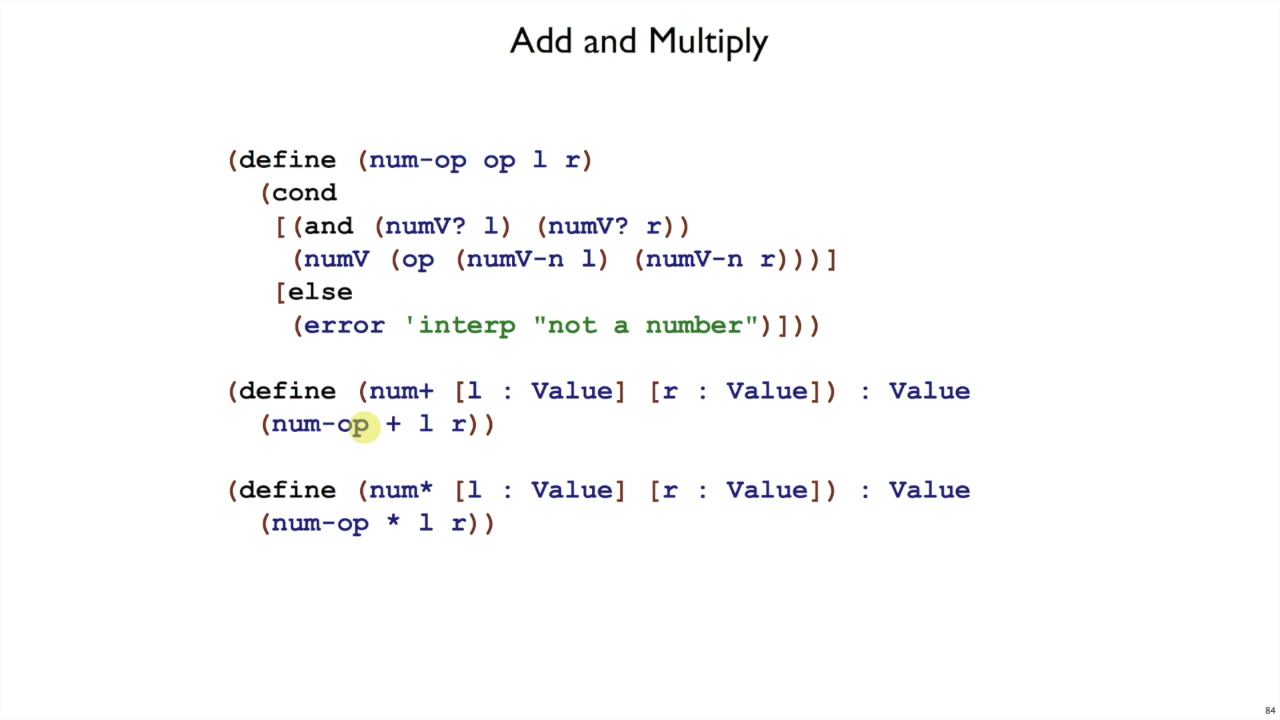 Add and Multiply
(define (num-op op l r)
(cond
[(and (numV? l) (numV? r))
(numV (op (numV-n l) (numV-n r)))]
[else
(error 'interp "not a number")]))
(define (num+ [l : Value] [r : Value]) : Value
(num-op + l r))
(define (num* [l : Value] [r : Value]) : Value
(num-op * l r))
84